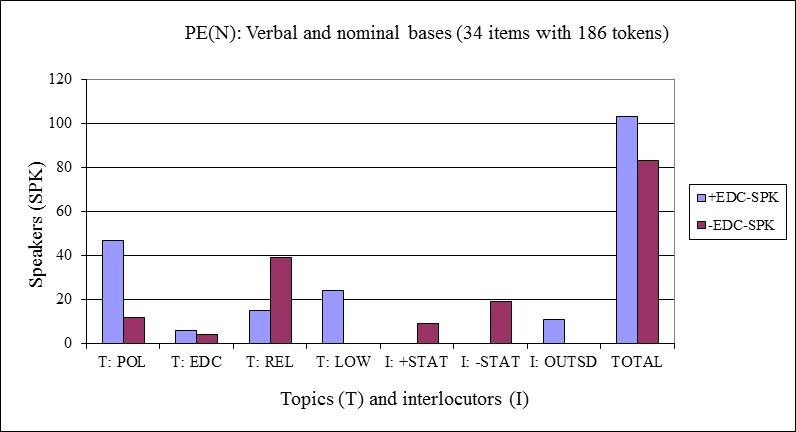 PE(N): Verbal and nominal bases (34 items with 186 tokens)
120
100
80
60
40
20
0
Speakers (SPK)
T: POL T: EDC T: REL T: LOW I: +STAT I: -STAT I: OUTSD TOTAL
Topics (T) and interlocutors (I)
+EDC-SPK
-EDC-SPK